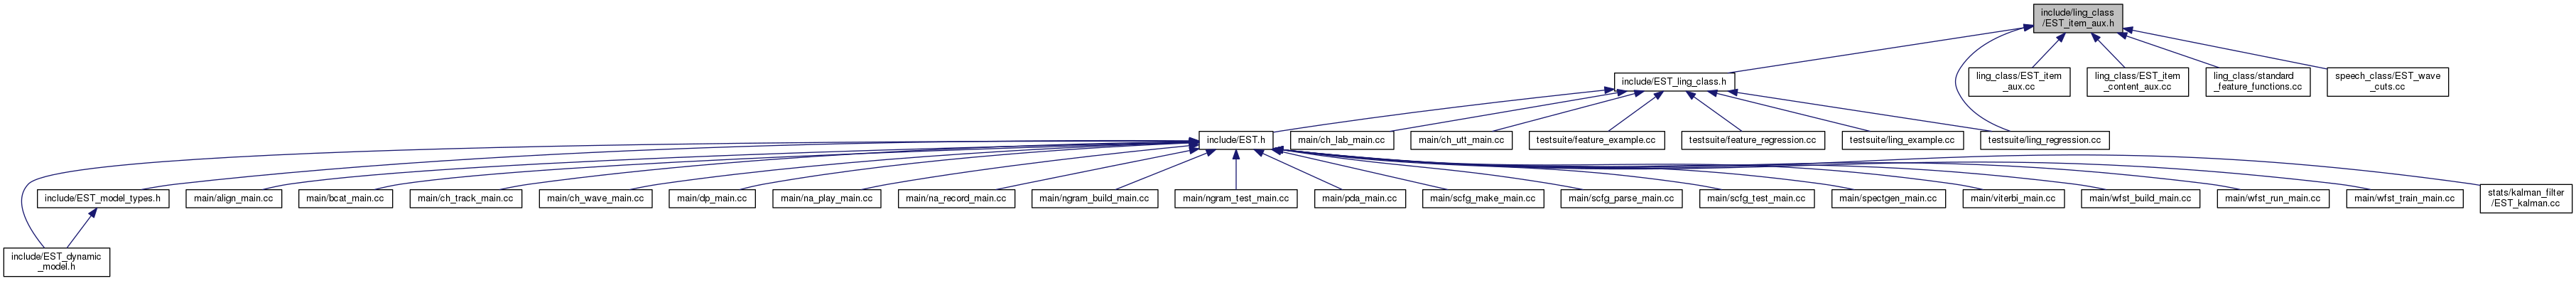 include/ling_class
/EST_item_aux.h
include/EST_ling_class.h
ling_class/EST_item
_aux.cc
ling_class/EST_item
_content_aux.cc
ling_class/standard
_feature_functions.cc
speech_class/EST_wave
_cuts.cc
include/EST.h
main/ch_lab_main.cc
main/ch_utt_main.cc
testsuite/feature_example.cc
testsuite/feature_regression.cc
testsuite/ling_example.cc
testsuite/ling_regression.cc
include/EST_model_types.h
main/align_main.cc
main/bcat_main.cc
main/ch_track_main.cc
main/ch_wave_main.cc
main/dp_main.cc
main/na_play_main.cc
main/na_record_main.cc
main/ngram_build_main.cc
main/ngram_test_main.cc
main/pda_main.cc
main/scfg_make_main.cc
main/scfg_parse_main.cc
main/scfg_test_main.cc
main/spectgen_main.cc
main/viterbi_main.cc
main/wfst_build_main.cc
main/wfst_run_main.cc
main/wfst_train_main.cc
stats/kalman_filter
/EST_kalman.cc
include/EST_dynamic
_model.h